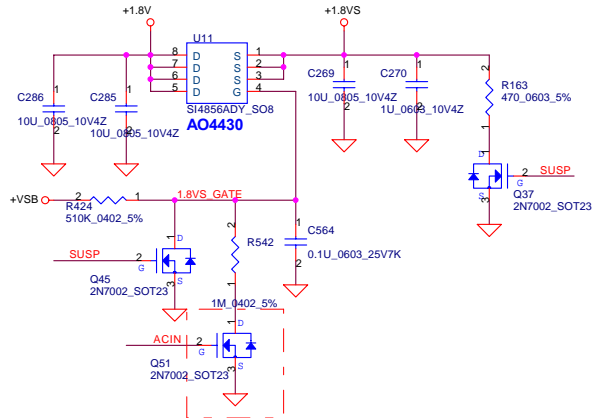 +1.8V
+1.8VS
U11
8 D S 1
7 D S 2
6 D S 3
5 D G 4
SI4856ADY_SO8
AO4430
C286
1
2
10U_0805_10V4Z
C285
1
2
10U_0805_10V4Z
C269
1
2
10U_0805_10V4Z
C270
1
2
1U_0603_10V4Z
2
R163
470_0603_5%
1
1
D
SUSP
2
G
S
3
Q37
2N7002_SOT23
+VSB
2
1
R424
510K_0402_5%
1.8VS_GATE
SUSP
2
G
1
D
S
3
Q45
2N7002_SOT23
2
R542
1
1M_0402_5%
1
C564
2
0.1U_0603_25V7K
ACIN
2
G
1
D
S
3
Q51
2N7002_SOT23